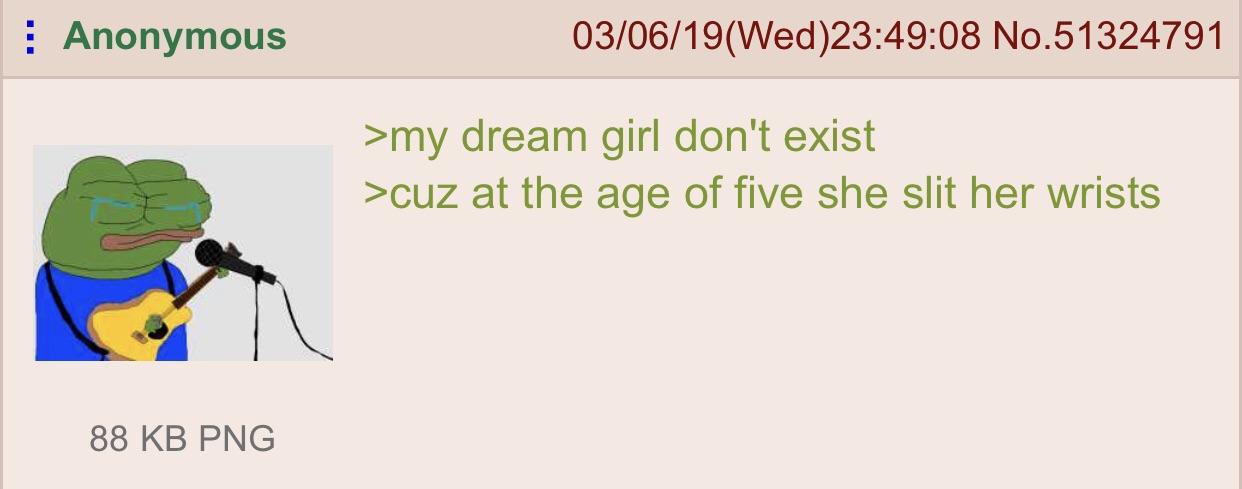 Anonymous 03/06/19(Wed)23:49:08 No.51324791
>my dream girl don't exist
>cuz at the age of five she slit her wrists
88 KB PNG